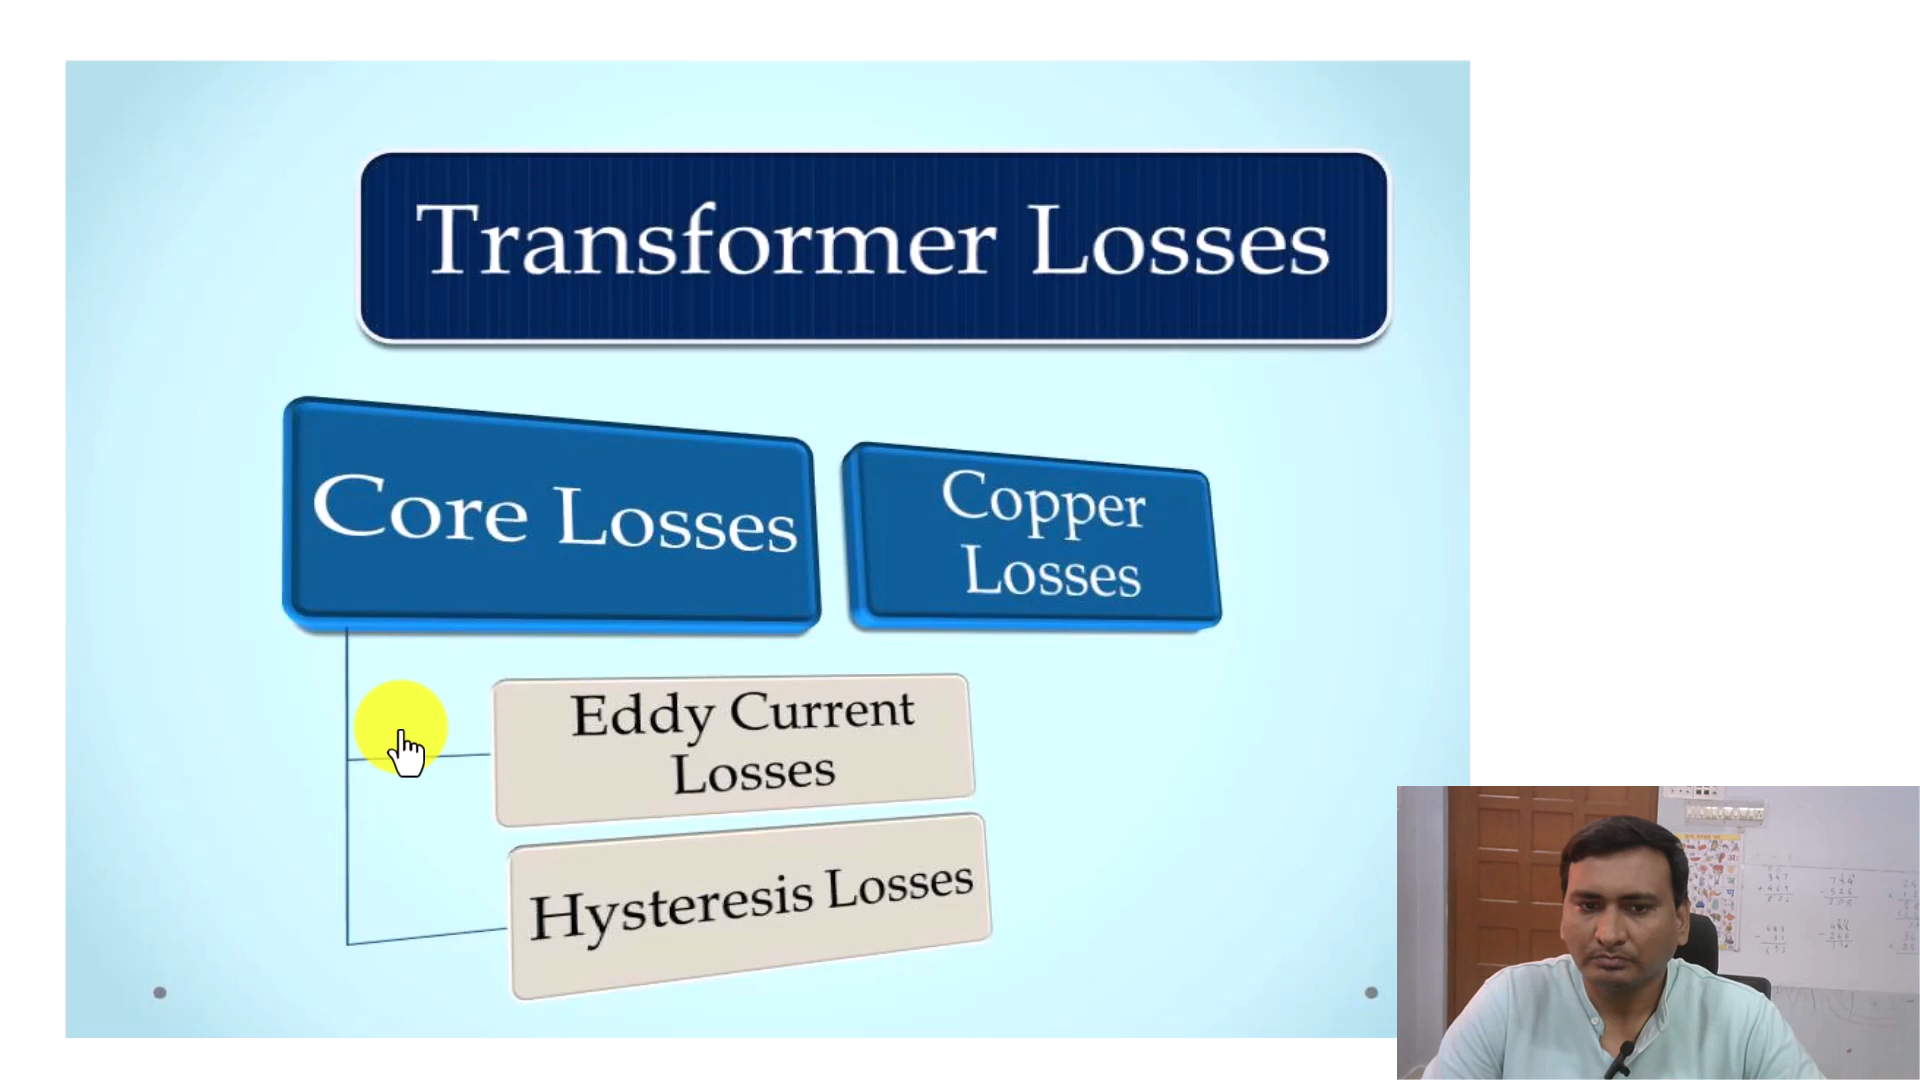 Transformer Losses
Core Losses
Copper
Losses
Eddy Current
Losses
Hysteresis Losses